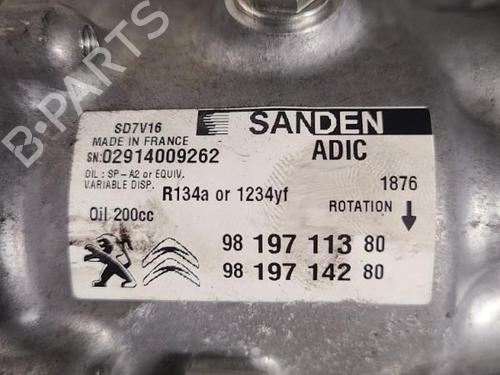 SD7V16
MADE IN FRANCE
SN:02914009262
OIL : SP-A2 or EQUIV.
VARIABLE DISP.
Oil 200cc
SANDEN
ADIC
R134a or 1234yf
1876
ROTATION
98 197 113 80
98 197 142 80
B-PARTS